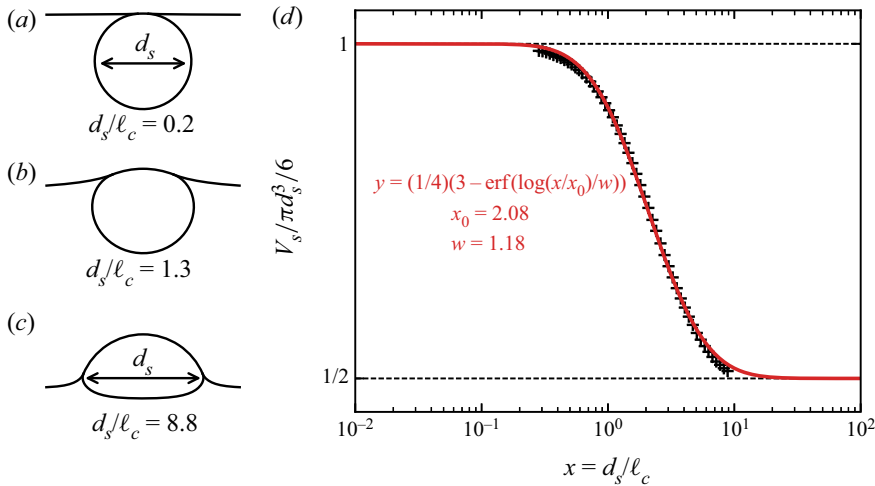 (a)
d_s
d_s/ℓ_c = 0.2
(b)
d_s/ℓ_c = 1.3
(c)
d_s
d_s/ℓ_c = 8.8
(d)
1
1/2
V_s/πd_s^3/6
y = (1/4)(3 – erf(log(x/x_0)/w))
x_0 = 2.08
w = 1.18
10^–2 10^–1 10^0 10^1 10^2
x = d_s/ℓ_c